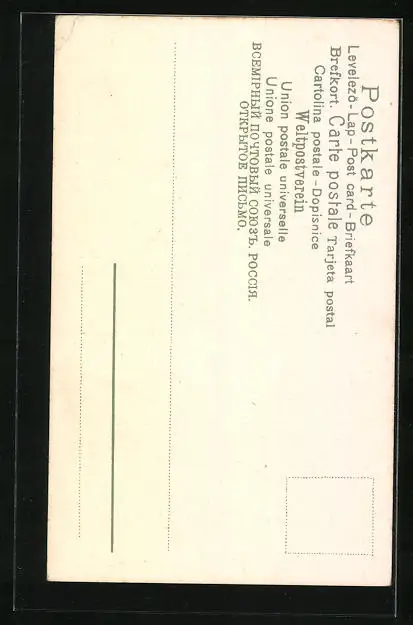 Postkarte
Levelező-Lap - Post card - Briefkaart
Brefkort. Carte postale Tarjeta postal
Cartolina postale - Dopisnice
Weltpostverein
Union postale universelle
Unione postale universale
ВСЕМІРНЫЙ ПОЧТОВЫЙ СОЮЗЪ. РОССІЯ.
ОТКРЫТОЕ ПИСЬМО.